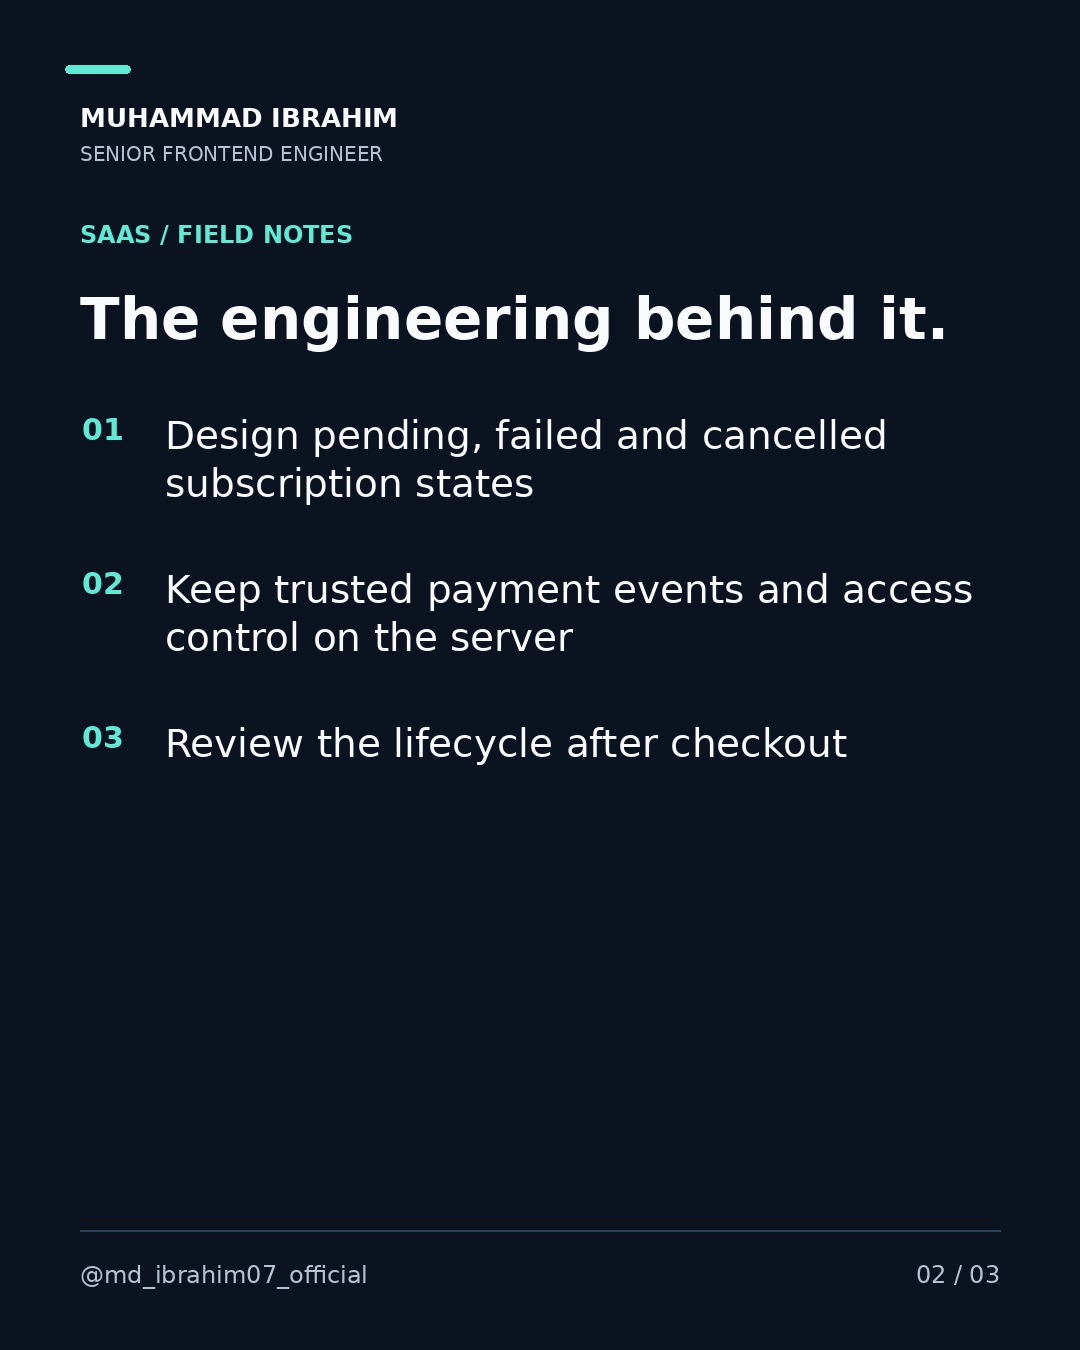 MUHAMMAD IBRAHIM
SENIOR FRONTEND ENGINEER
SAAS / FIELD NOTES
The engineering behind it.
01 Design pending, failed and cancelled
subscription states
02 Keep trusted payment events and access
control on the server
03 Review the lifecycle after checkout
@md_ibrahim07_official 02 / 03